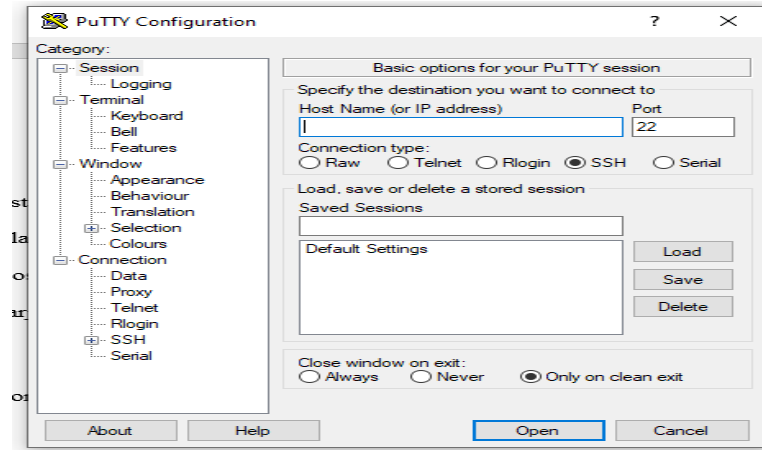 PuTTY Configuration
?
Category:
Session
Logging
Terminal
Keyboard
Bell
Features
Window
Appearance
Behaviour
Translation
Selection
Colours
Connection
Data
Proxy
Telnet
Rlogin
SSH
Serial
Basic options for your PuTTY session
Specify the destination you want to connect to
Host Name (or IP address) Port
22
Connection type:
Raw Telnet Rlogin SSH Serial
Load, save or delete a stored session
Saved Sessions
Default Settings
Load
Save
Delete
Close window on exit:
Always Never Only on clean exit
About Help Open Cancel